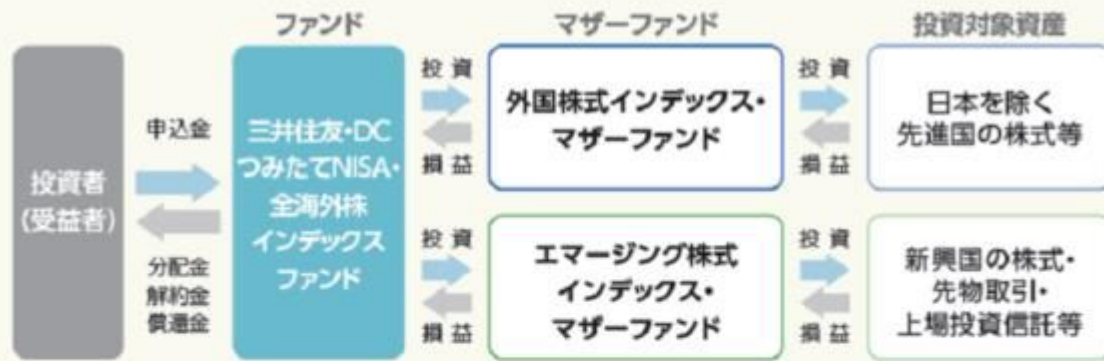 ファンド
マザーファンド
投資対象資産
投資者
(受益者)
申込金
分配金
解約金
償還金
三井住友・DC
つみたてNISA・
全海外株
インデックス
ファンド
投資
損益
外国株式インデックス・
マザーファンド
投資
損益
日本を除く
先進国の株式等
投資
損益
エマージング株式
インデックス・
マザーファンド
投資
損益
新興国の株式・
先物取引・
上場投資信託等